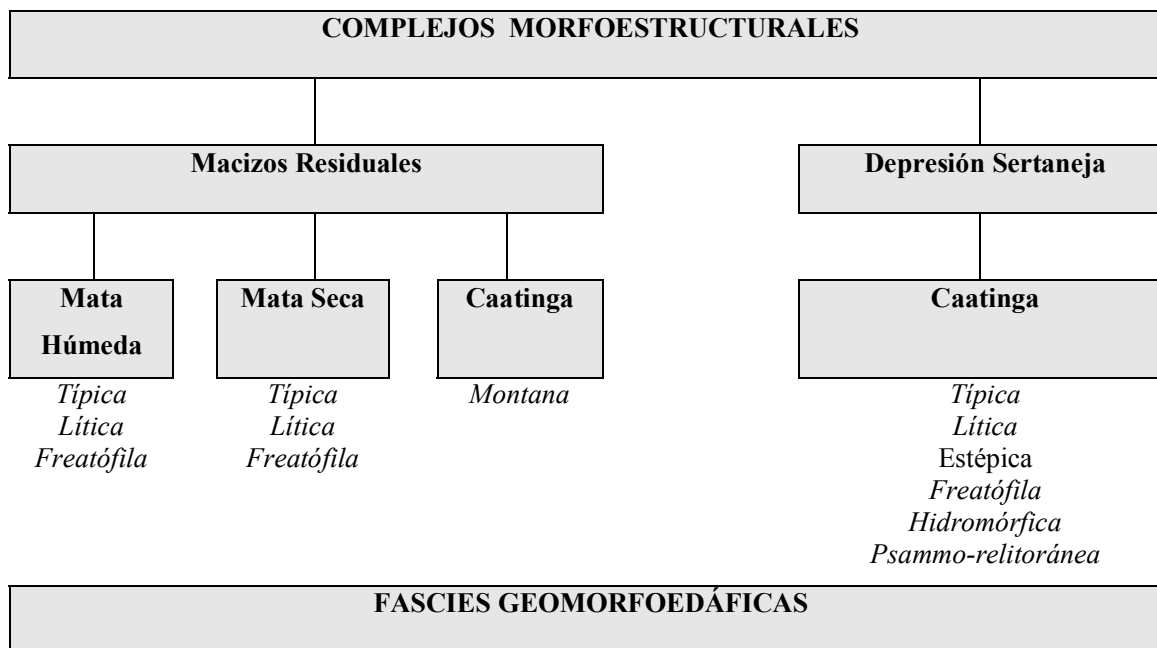 COMPLEJOS MORFOESTRUCTURALES
Macizos Residuales
Depresión Sertaneja
Mata
Húmeda
Mata Seca
Caatinga
Caatinga
Típica
Lítica
Freatófila
Típica
Lítica
Freatófila
Montana
Típica
Lítica
Estépica
Freatófila
Hidromórfica
Psammo-relitoránea
FASCIES GEOMORFOEDÁFICAS